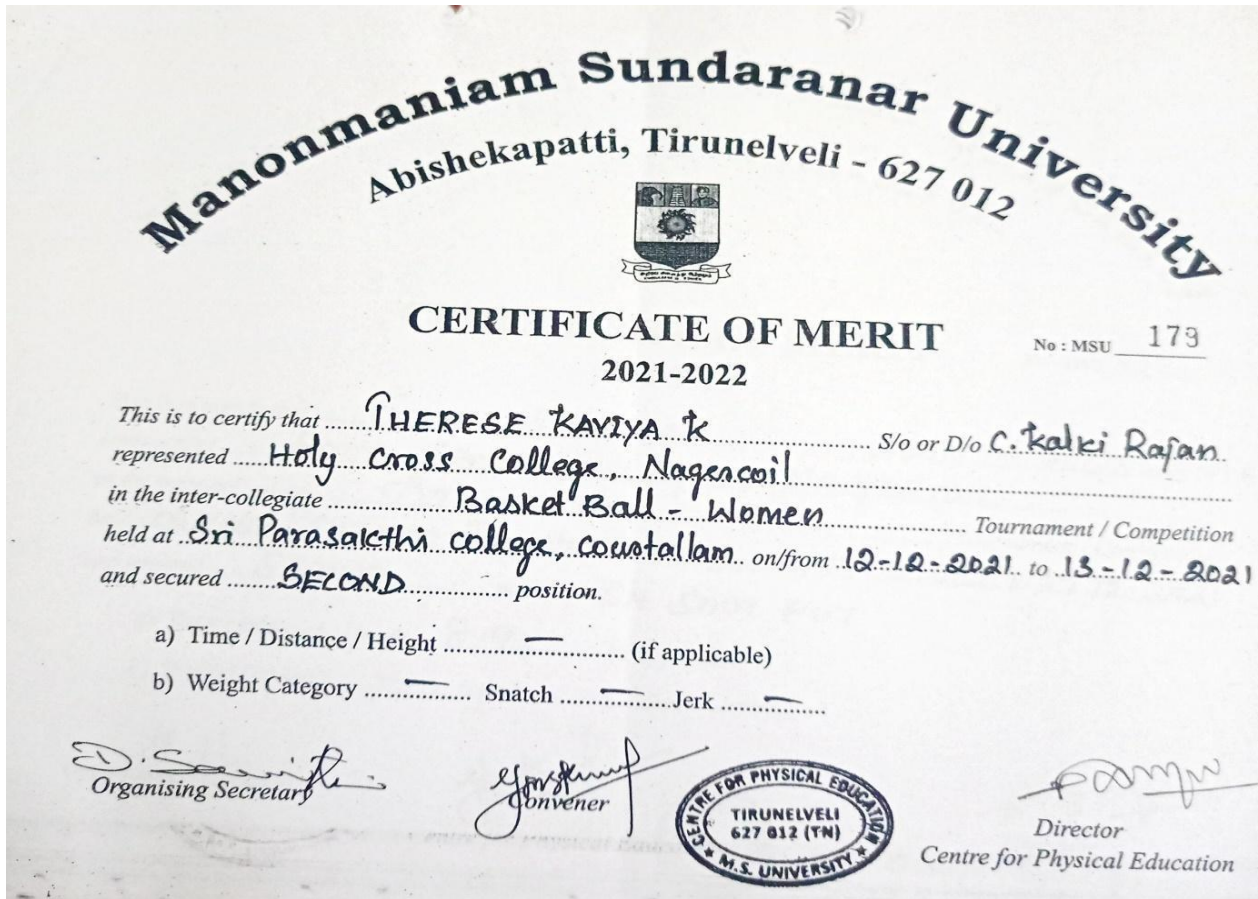 Manonmaniam Sundaranar University
Abishekapatti, Tirunelveli - 627 012
CERTIFICATE OF MERIT
No : MSU 179
2021-2022
This is to certify that THERESE KAVIYA K S/o or D/o C. Kalki Rajan
represented Holy Cross College, Nagercoil
in the inter-collegiate Basket Ball - Women Tournament / Competition
held at Sri Parasakthi college, Courtallam on/from 12-12-2021 to 13-12-2021
and secured SECOND position.
a) Time / Distance / Height — (if applicable)
b) Weight Category — Snatch — Jerk —
Organising Secretary
Convener
CENTRE FOR PHYSICAL EDUCATION
TIRUNELVELI
627 012 (TN)
M.S. UNIVERSITY
Director
Centre for Physical Education